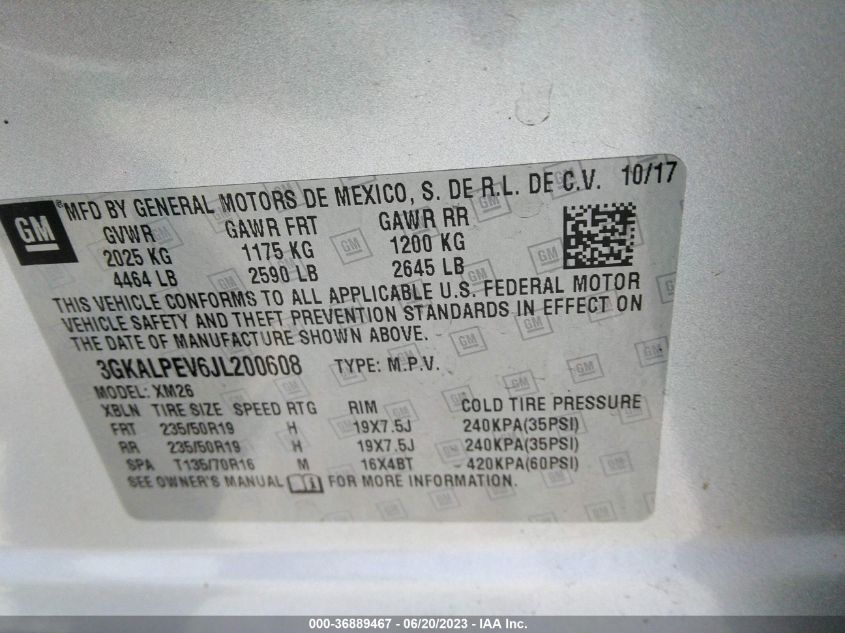 GM
®MFD BY GENERAL MOTORS DE MEXICO, S. DE R.L. DE C.V. 10/17
GVWR GAWR FRT GAWR RR
2025 KG 1175 KG 1200 KG
4464 LB 2590 LB 2645 LB
THIS VEHICLE CONFORMS TO ALL APPLICABLE U.S. FEDERAL MOTOR
VEHICLE SAFETY AND THEFT PREVENTION STANDARDS IN EFFECT ON
THE DATE OF MANUFACTURE SHOWN ABOVE.
3GKALPEV6JL200608 TYPE: M.P.V.
MODEL: XM26
XBLN TIRE SIZE SPEED RTG RIM COLD TIRE PRESSURE
FRT 235/50R19 H 19X7.5J 240KPA(35PSI)
RR 235/50R19 H 19X7.5J 240KPA(35PSI)
SPA T135/70R16 M 16X4BT 420KPA(60PSI)
SEE OWNER'S MANUAL FOR MORE INFORMATION.
000-36889467 - 06/20/2023 - IAA Inc.